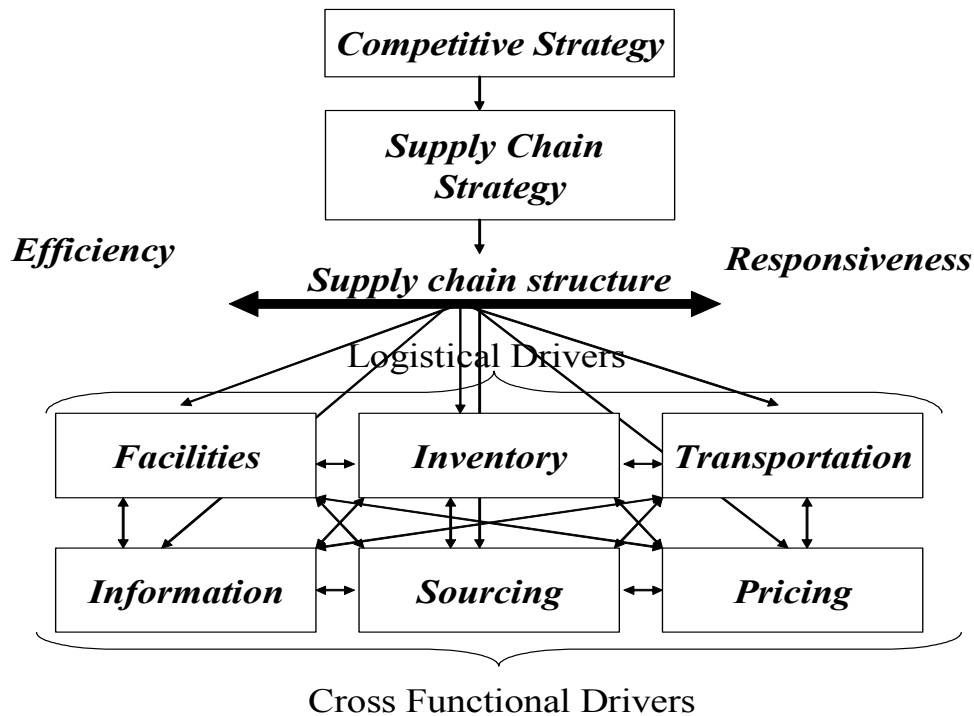 Competitive Strategy
Supply Chain
Strategy
Efficiency
Responsiveness
Supply chain structure
Logistical Drivers
Facilities
Inventory
Transportation
Information
Sourcing
Pricing
Cross Functional Drivers